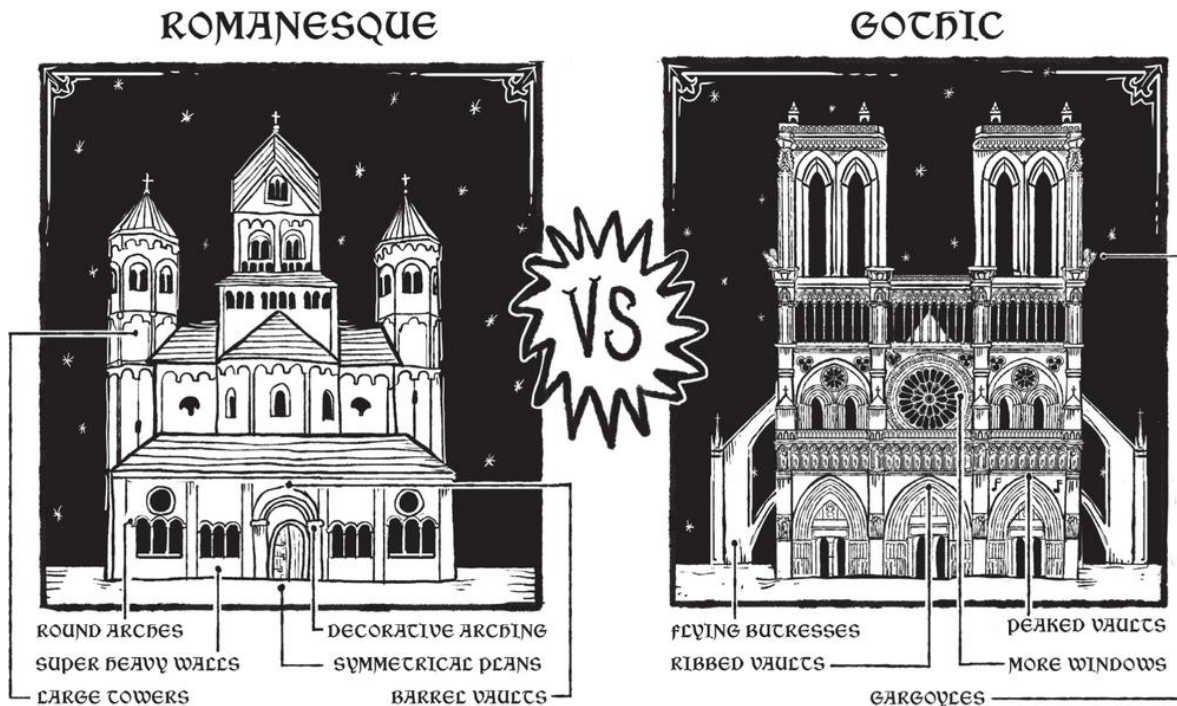 ROMANESQUE
GOTHIC
VS
ROUND ARCHES
DECORATIVE ARCHING
SUPER HEAVY WALLS
SYMMETRICAL PLANS
LARGE TOWERS
BARREL VAULTS
FLYING BUTRESSES
PEAKED VAULTS
RIBBED VAULTS
MORE WINDOWS
GARGOYLES